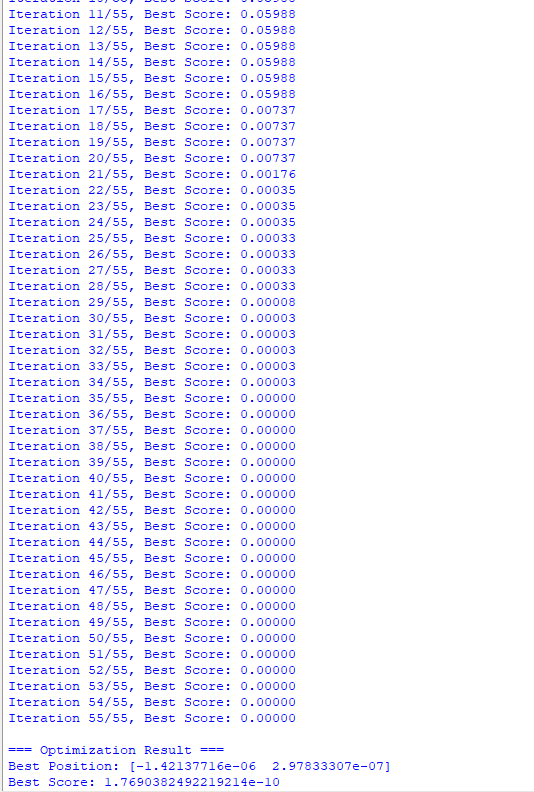 Iteration 11/55, Best Score: 0.05988
Iteration 12/55, Best Score: 0.05988
Iteration 13/55, Best Score: 0.05988
Iteration 14/55, Best Score: 0.05988
Iteration 15/55, Best Score: 0.05988
Iteration 16/55, Best Score: 0.05988
Iteration 17/55, Best Score: 0.00737
Iteration 18/55, Best Score: 0.00737
Iteration 19/55, Best Score: 0.00737
Iteration 20/55, Best Score: 0.00737
Iteration 21/55, Best Score: 0.00176
Iteration 22/55, Best Score: 0.00035
Iteration 23/55, Best Score: 0.00035
Iteration 24/55, Best Score: 0.00035
Iteration 25/55, Best Score: 0.00033
Iteration 26/55, Best Score: 0.00033
Iteration 27/55, Best Score: 0.00033
Iteration 28/55, Best Score: 0.00033
Iteration 29/55, Best Score: 0.00008
Iteration 30/55, Best Score: 0.00003
Iteration 31/55, Best Score: 0.00003
Iteration 32/55, Best Score: 0.00003
Iteration 33/55, Best Score: 0.00003
Iteration 34/55, Best Score: 0.00003
Iteration 35/55, Best Score: 0.00000
Iteration 36/55, Best Score: 0.00000
Iteration 37/55, Best Score: 0.00000
Iteration 38/55, Best Score: 0.00000
Iteration 39/55, Best Score: 0.00000
Iteration 40/55, Best Score: 0.00000
Iteration 41/55, Best Score: 0.00000
Iteration 42/55, Best Score: 0.00000
Iteration 43/55, Best Score: 0.00000
Iteration 44/55, Best Score: 0.00000
Iteration 45/55, Best Score: 0.00000
Iteration 46/55, Best Score: 0.00000
Iteration 47/55, Best Score: 0.00000
Iteration 48/55, Best Score: 0.00000
Iteration 49/55, Best Score: 0.00000
Iteration 50/55, Best Score: 0.00000
Iteration 51/55, Best Score: 0.00000
Iteration 52/55, Best Score: 0.00000
Iteration 53/55, Best Score: 0.00000
Iteration 54/55, Best Score: 0.00000
Iteration 55/55, Best Score: 0.00000
=== Optimization Result ===
Best Position: [-1.42137716e-06  2.97833307e-07]
Best Score: 1.7690382492219214e-10